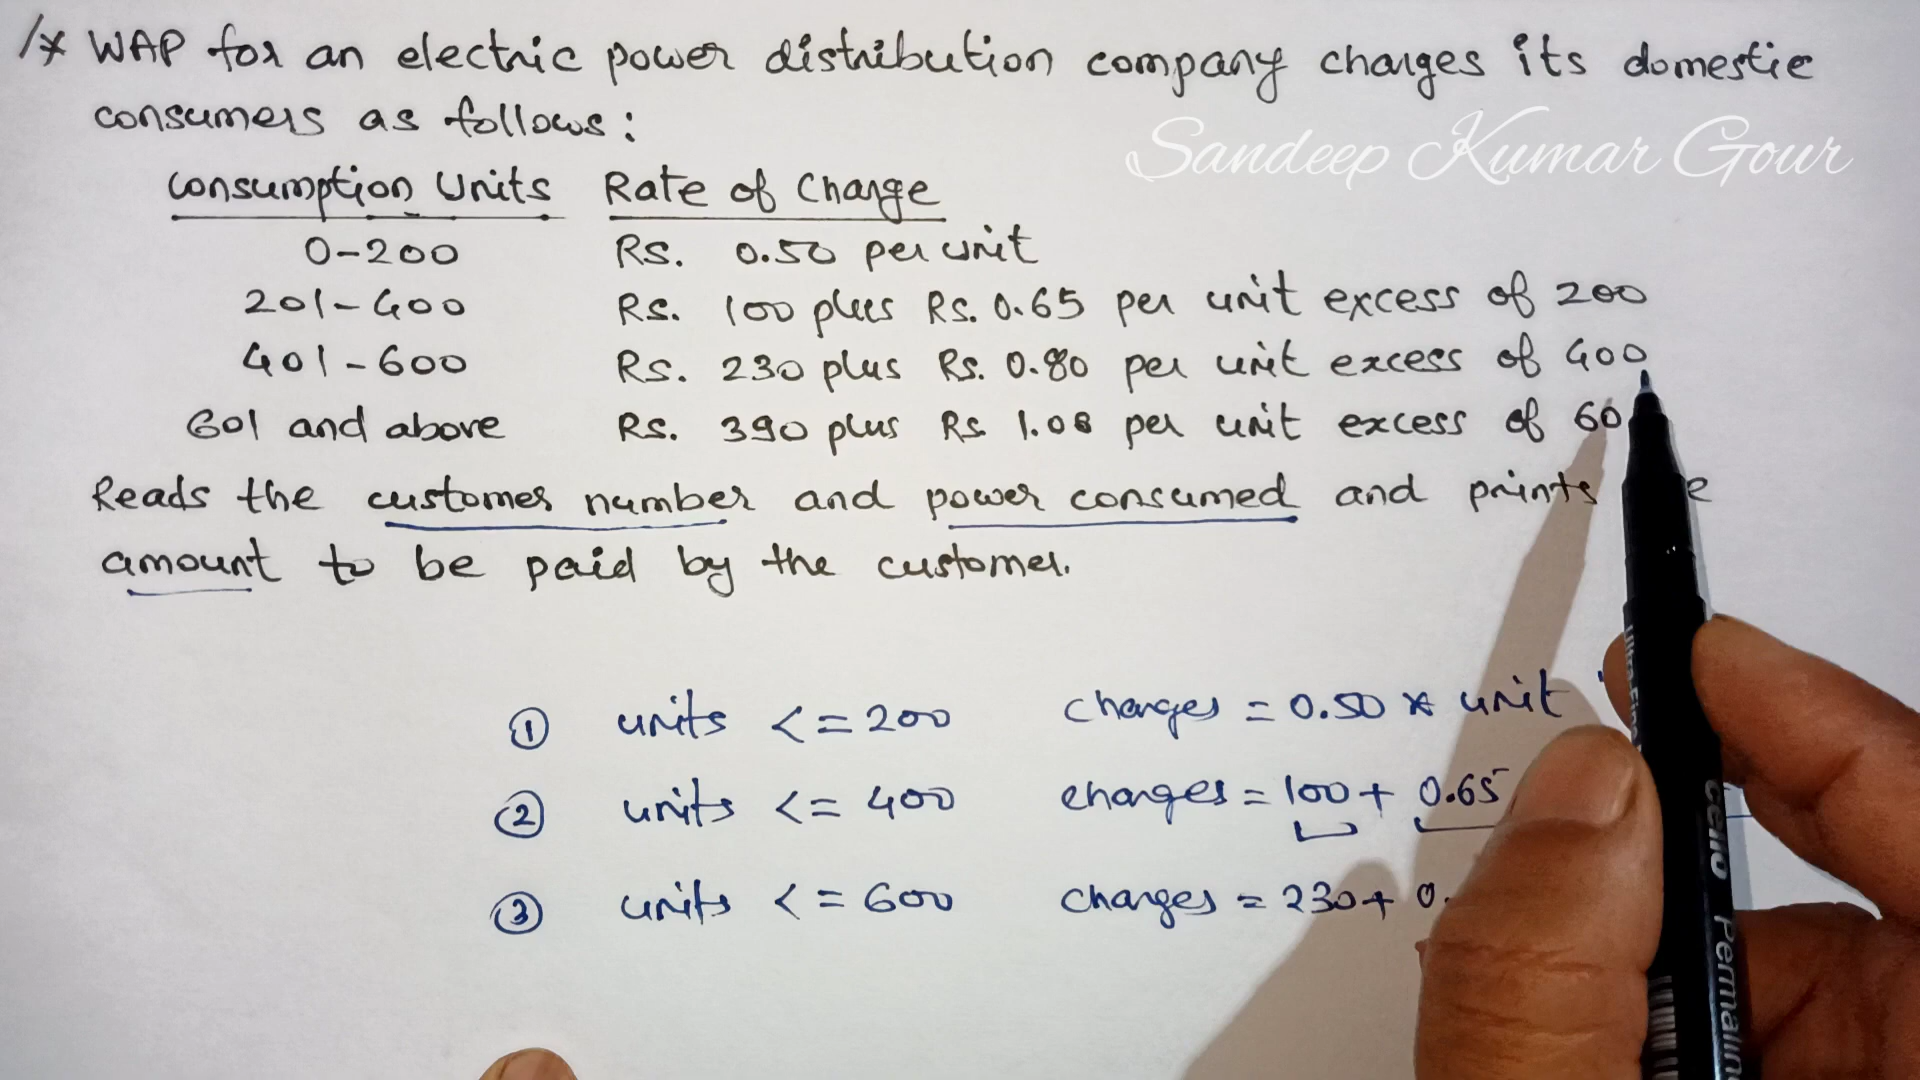 /* WAP for an electric power distribution company charges its domestic
consumers as follows:
Sandeep Kumar Gour
Consumption Units Rate of Charge
0-200 RS. 0.50 per unit
201-400 RS. 100 plus RS. 0.65 per unit excess of 200
401-600 RS. 230 plus RS. 0.80 per unit excess of 400
601 and above RS. 390 plus RS 1.08 per unit excess of 60
Reads the customer number and power consumed and prints
amount to be paid by the customer.
① units <= 200 charges = 0.50 * unit
② units <= 400 charges = 100 + 0.65
③ units <= 600 charges = 230 + 0.
cello Permanent